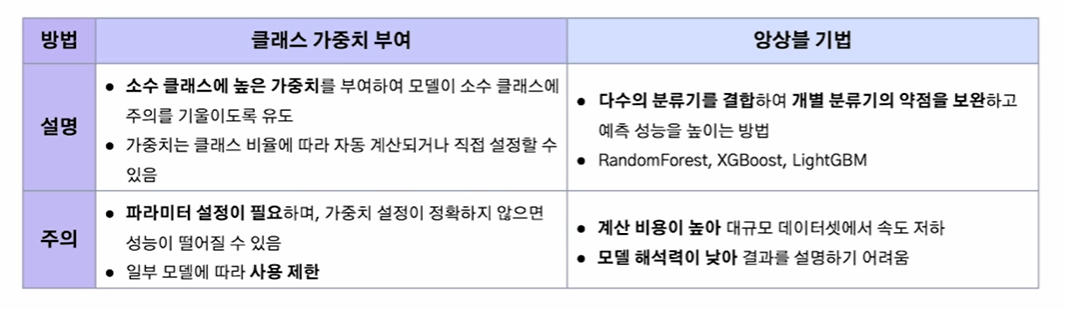 방법
클래스 가중치 부여
앙상블 기법
설명
● 소수 클래스에 높은 가중치를 부여하여 모델이 소수 클래스에
주의를 기울이도록 유도
● 가중치는 클래스 비율에 따라 자동 계산되거나 직접 설정할 수
있음
● 다수의 분류기를 결합하여 개별 분류기의 약점을 보완하고
예측 성능을 높이는 방법
● RandomForest, XGBoost, LightGBM
주의
● 파라미터 설정이 필요하며, 가중치 설정이 정확하지 않으면
성능이 떨어질 수 있음
● 일부 모델에 따라 사용 제한
● 계산 비용이 높아 대규모 데이터셋에서 속도 저하
● 모델 해석력이 낮아 결과를 설명하기 어려움